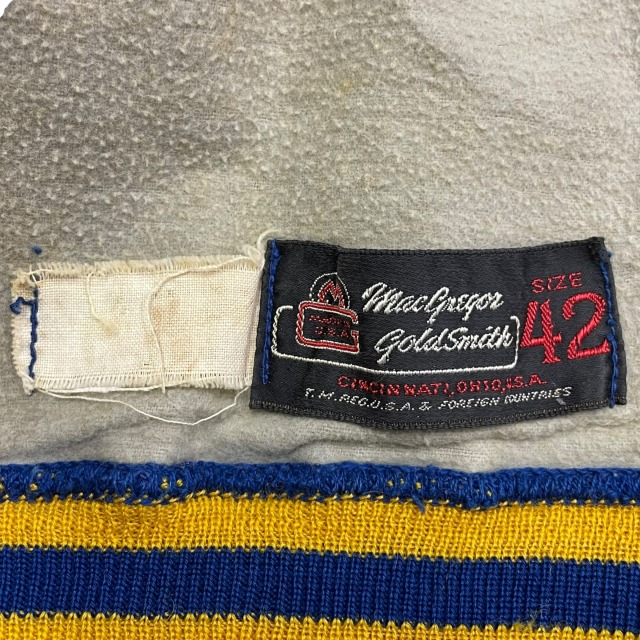 MacGregor
GoldSmith
SIZE
42
U.S.A.
CINCINNATI, OHIO, U.S.A.
T.M. REG. U.S.A. & FOREIGN COUNTRIES